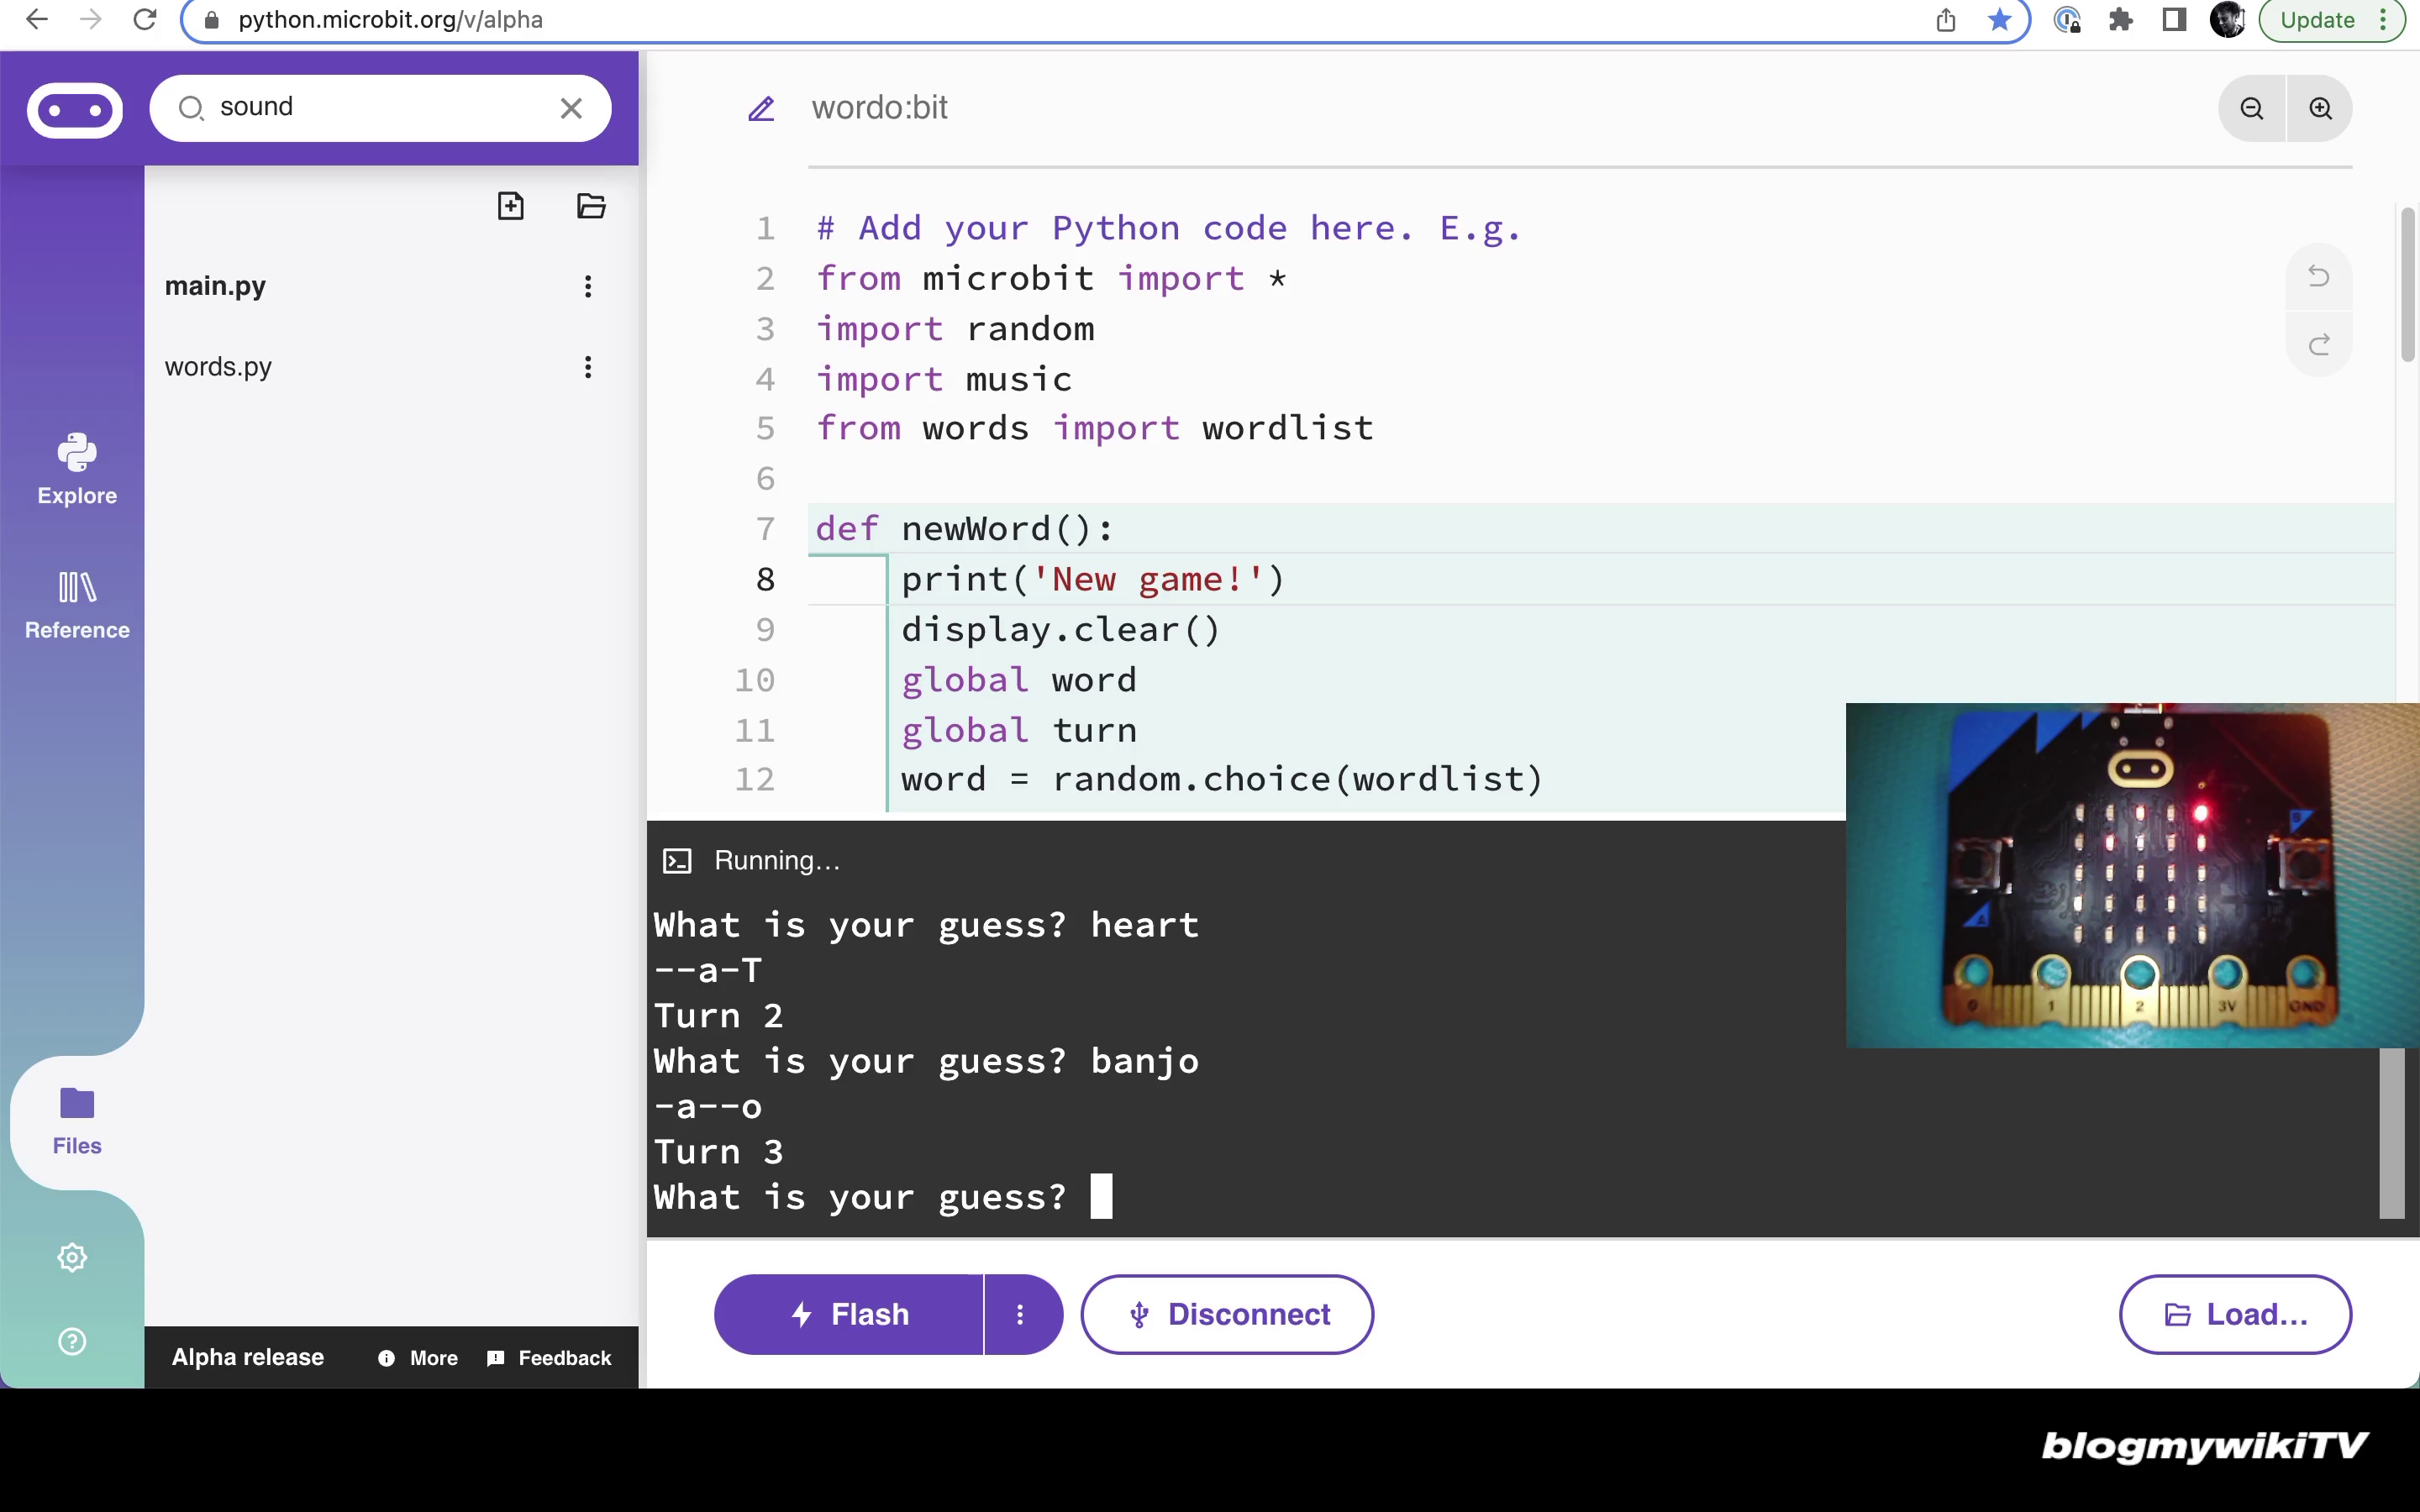 python.microbit.org/v/alpha
Update
sound
main.py
words.py
Explore
Reference
Files
Alpha release
More
Feedback
wordo:bit
1 # Add your Python code here. E.g.
2 from microbit import *
3 import random
4 import music
5 from words import wordlist
6
7 def newWord():
8 print('New game!')
9 display.clear()
10 global word
11 global turn
12 word = random.choice(wordlist)
Running...
What is your guess? heart
--a-T
Turn 2
What is your guess? banjo
-a--o
Turn 3
What is your guess?
A
B
0 1 2 3V GND
Flash
Disconnect
Load...
blogmywikiTV